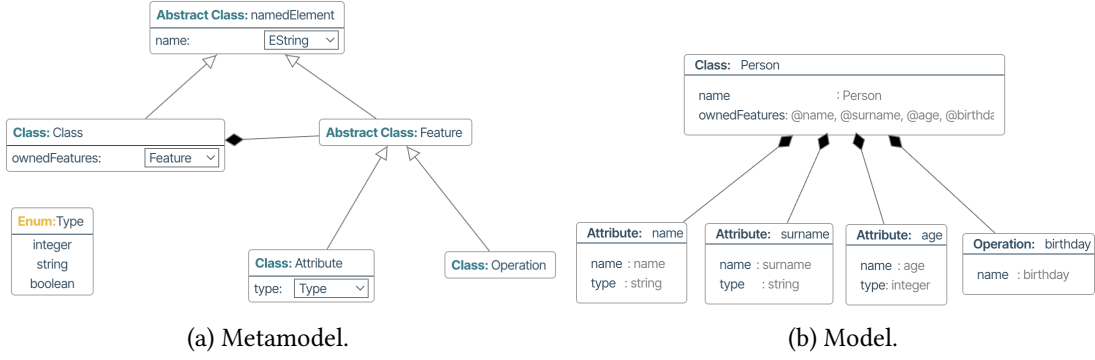 Abstract Class: namedElement
name: EString
Class: Class
ownedFeatures: Feature
Abstract Class: Feature
Enum:Type
integer
string
boolean
Class: Attribute
type: Type
Class: Operation
(a) Metamodel.
Class: Person
name : Person
ownedFeatures: @name, @surname, @age, @birthda
Attribute: name
name : name
type : string
Attribute: surname
name : surname
type : string
Attribute: age
name : age
type: integer
Operation: birthday
name : birthday
(b) Model.